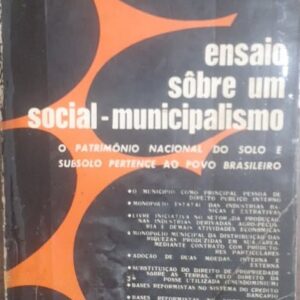 ensaio
sôbre um
social-municipalismo
O PATRIMÔNIO NACIONAL DO SOLO E
SUBSOLO PERTENCE AO POVO BRASILEIRO
• O MUNICÍPIO COMO PRINCIPAL PESSOA DE
DIREITO PÚBLICO INTERNO
• MONOPÓLIO ESTATAL DAS INDÚSTRIAS BÁ-
SICAS E EXTRATIVAS
• LIVRE INICIATIVA NO SETOR DA PRODUÇÃO
NAS INDÚSTRIAS DERIVADAS AGRO-PECUÁ-
RIA E DEMAIS ATIVIDADES ECONÔMICAS
• MONOPÓLIO MUNICIPAL DA DISTRIBUIÇÃO DAS
RIQUEZAS PRODUZIDAS EM SUA ÁREA,
MEDIANTE CONTRATO COM PRODUTO-
RES PARTICULARES
• ADOÇÃO DE DUAS MOEDAS, INTERNA E
EXTERNA
• SUBSTITUIÇÃO DO DIREITO DE PROPRIEDADE
SÔBRE AS TERRAS, PELO DIREITO DA
POSSE UTILIZADA (USUNDOMINIUM)
• BASES REFORMISTAS NO SISTEMA DO CRÉDITO
BANCÁRIO
• BASES REFORMISTAS